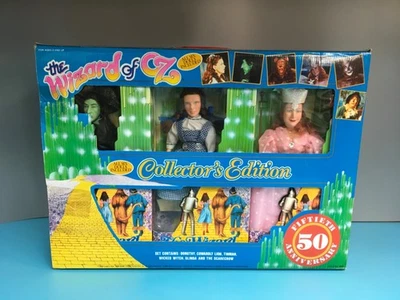 the Wizard of Oz
Collector's Edition
FIFTIETH
50
ANNIVERSARY
SET CONTAINS: DOROTHY, COWARDLY LION, TINMAN,
WICKED WITCH, GLINDA AND THE SCARECROW